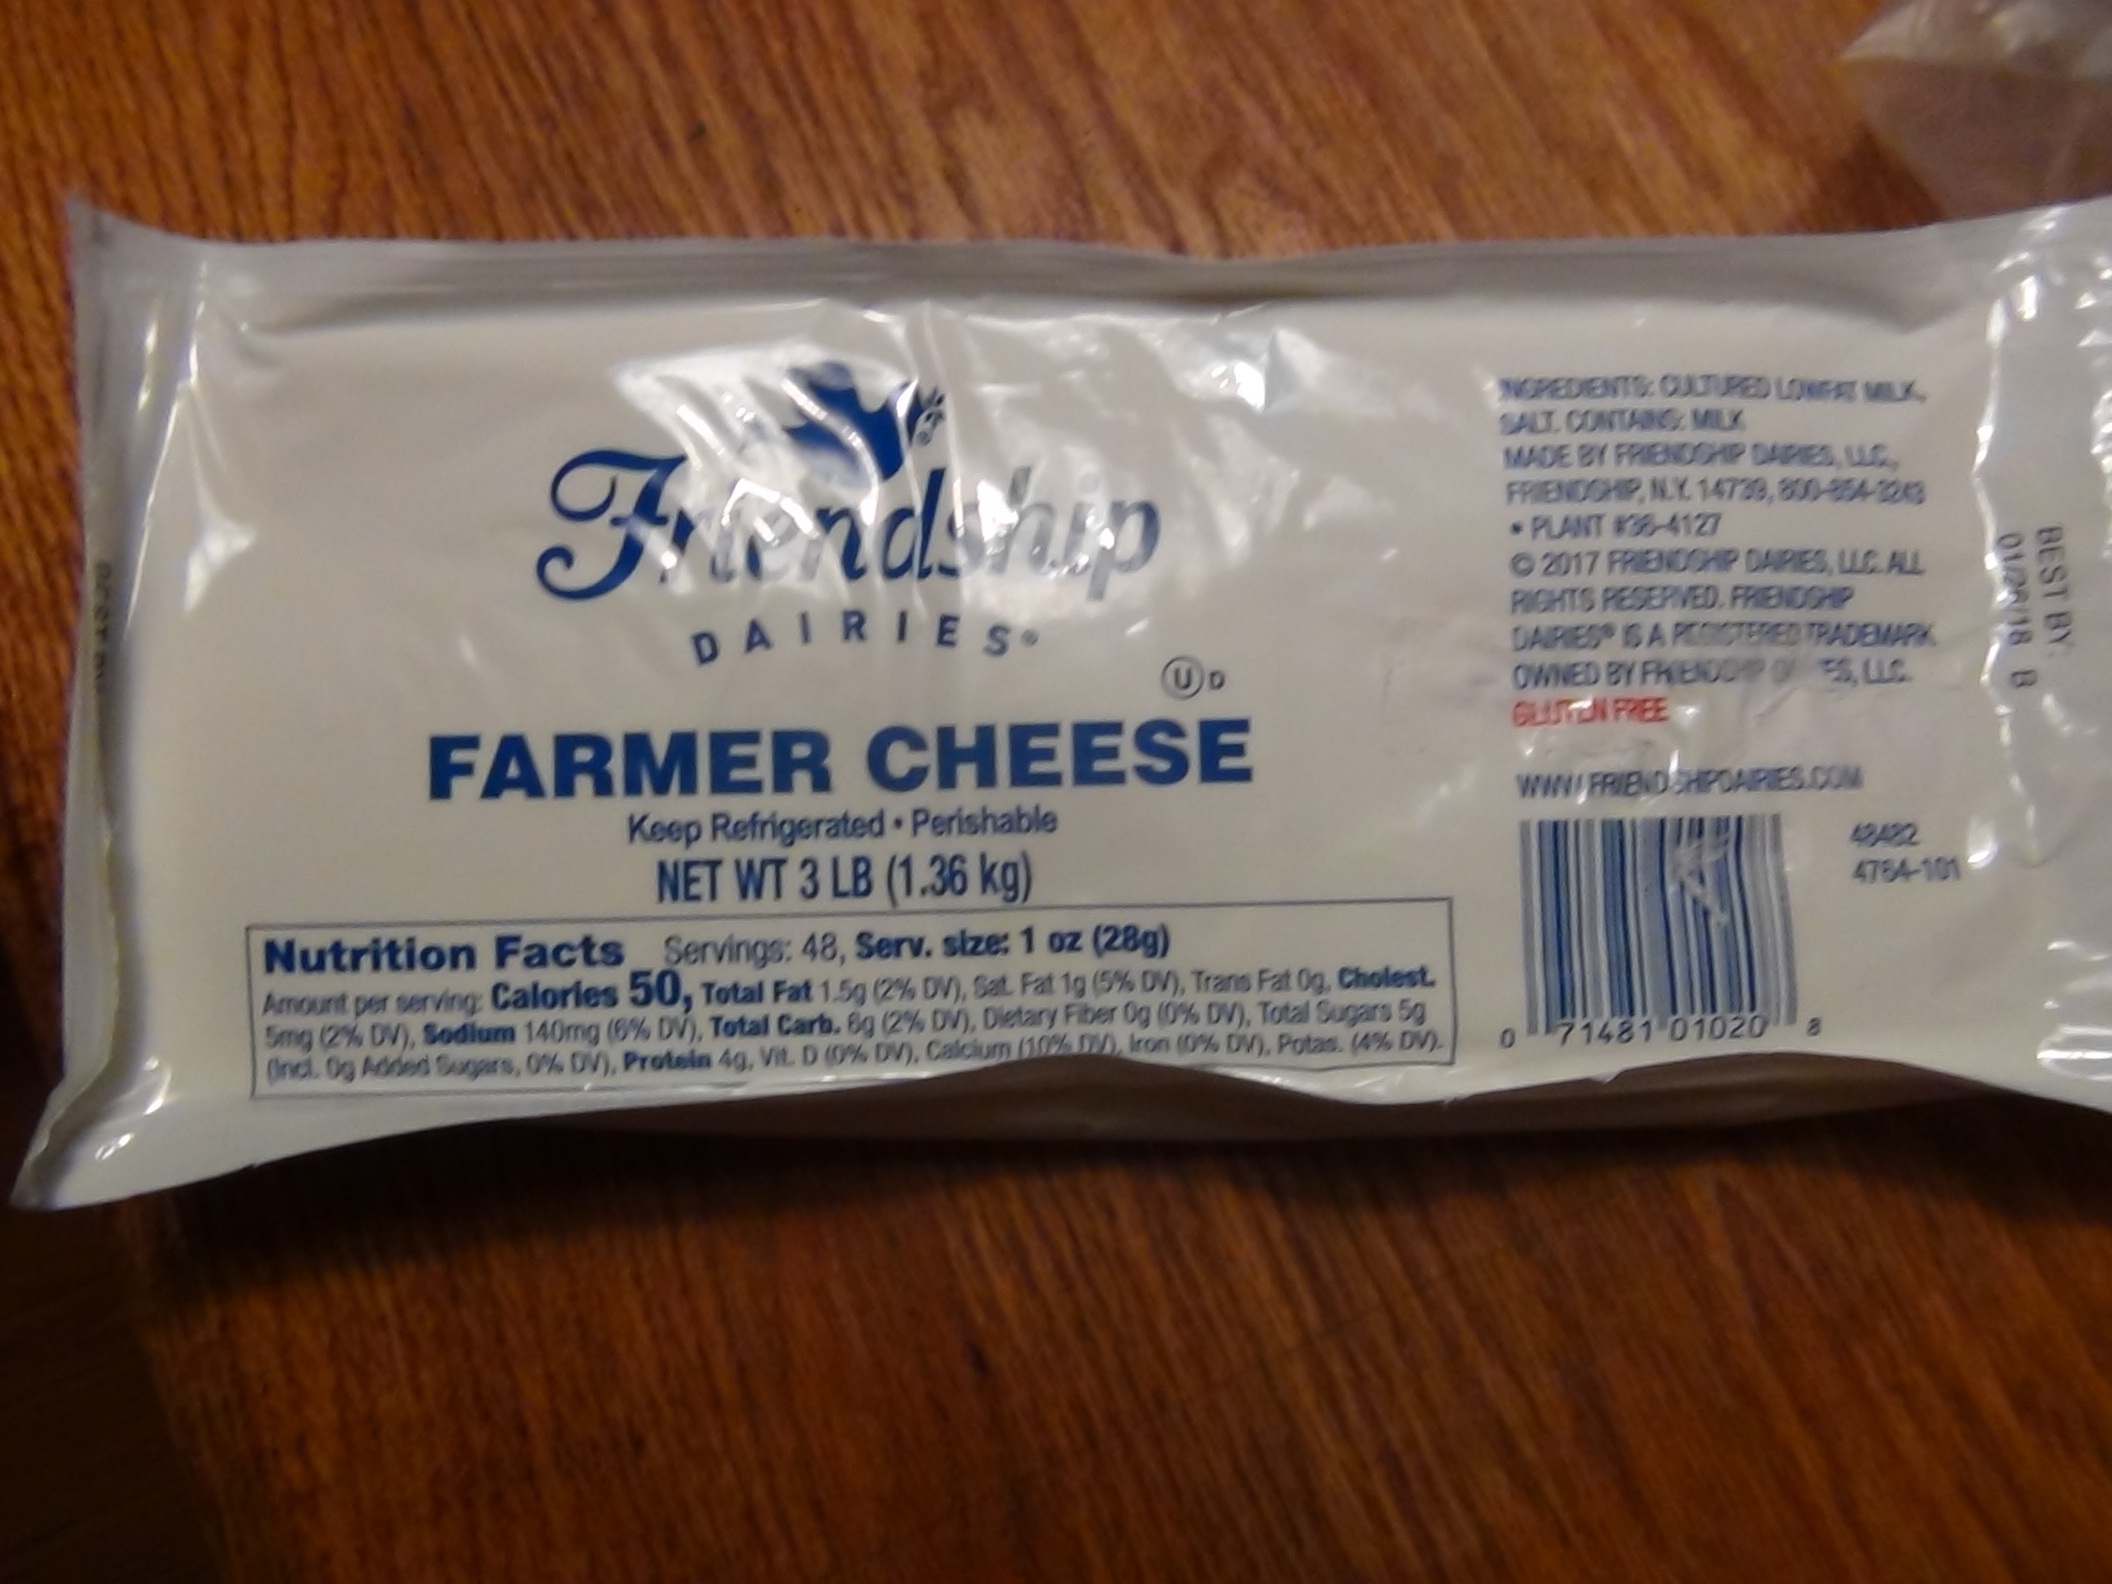 Friendship
DAIRIES®
UD
FARMER CHEESE
Keep Refrigerated • Perishable
NET WT 3 LB (1.36 kg)
Nutrition Facts Servings: 48, Serv. size: 1 oz (28g)
Amount per serving: Calories 50, Total Fat 1.5g (2% DV), Sat. Fat 1g (5% DV), Trans Fat 0g, Cholest.
5mg (2% DV), Sodium 140mg (6% DV), Total Carb. 6g (2% DV), Dietary Fiber 0g (0% DV), Total Sugars 5g
(Incl. 0g Added Sugars, 0% DV), Protein 4g, Vit. D (0% DV), Calcium (10% DV), Iron (0% DV), Potas. (4% DV).
INGREDIENTS: CULTURED LOWFAT MILK,
SALT. CONTAINS: MILK
MADE BY FRIENDSHIP DAIRIES, LLC,
FRIENDSHIP, N.Y. 14739, 800-854-3243
• PLANT #36-4127
© 2017 FRIENDSHIP DAIRIES, LLC. ALL
RIGHTS RESERVED. FRIENDSHIP
DAIRIES® IS A REGISTERED TRADEMARK
OWNED BY FRIENDSHIP DAIRIES, LLC.
GLUTEN FREE
WWW.FRIENDSHIPDAIRIES.COM
48482
4764-101
0 71481 01020 8
BEST BY:
01/26/18 B